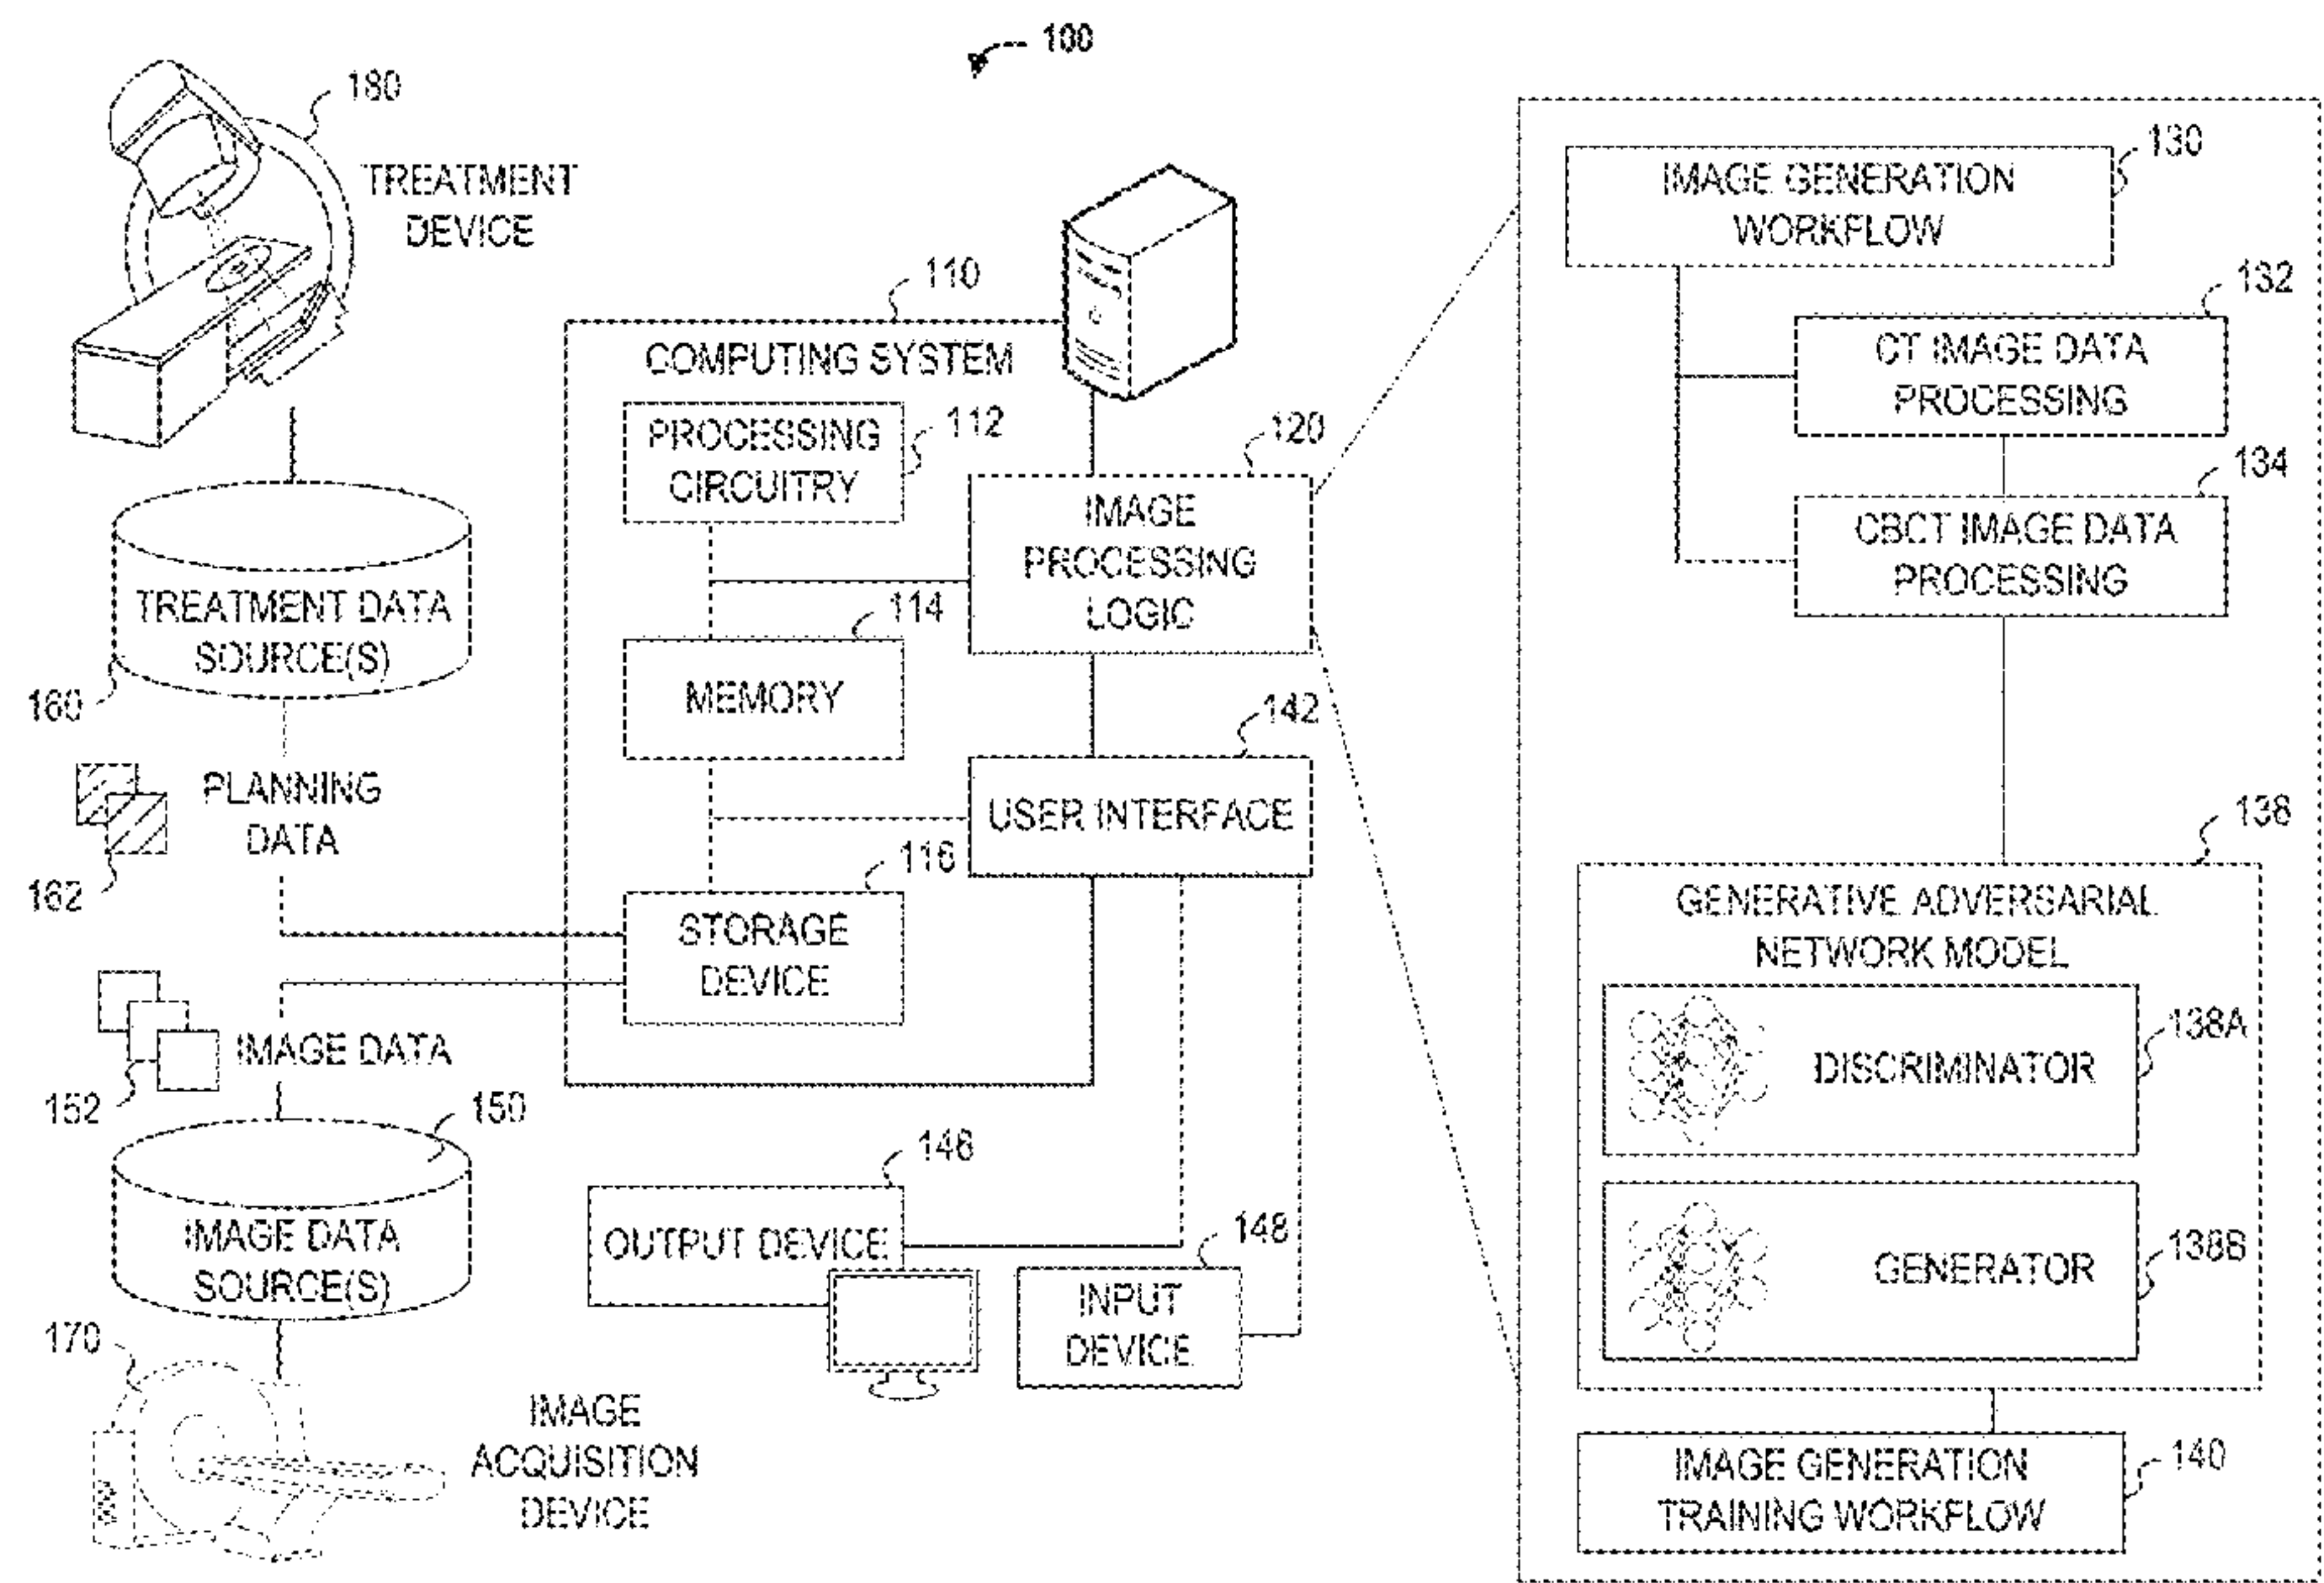 100
180
TREATMENT
DEVICE
110
COMPUTING SYSTEM
PROCESSING
CIRCUITRY
112
120
IMAGE
PROCESSING
LOGIC
TREATMENT DATA
SOURCE(S)
160
114
MEMORY
142
USER INTERFACE
PLANNING
DATA
162
116
STORAGE
DEVICE
IMAGE DATA
152
150
IMAGE DATA
SOURCE(S)
146
OUTPUT DEVICE
148
INPUT
DEVICE
170
IMAGE
ACQUISITION
DEVICE
130
IMAGE GENERATION
WORKFLOW
132
CT IMAGE DATA
PROCESSING
134
CBCT IMAGE DATA
PROCESSING
138
GENERATIVE ADVERSARIAL
NETWORK MODEL
138A
DISCRIMINATOR
138B
GENERATOR
IMAGE GENERATION
TRAINING WORKFLOW
140